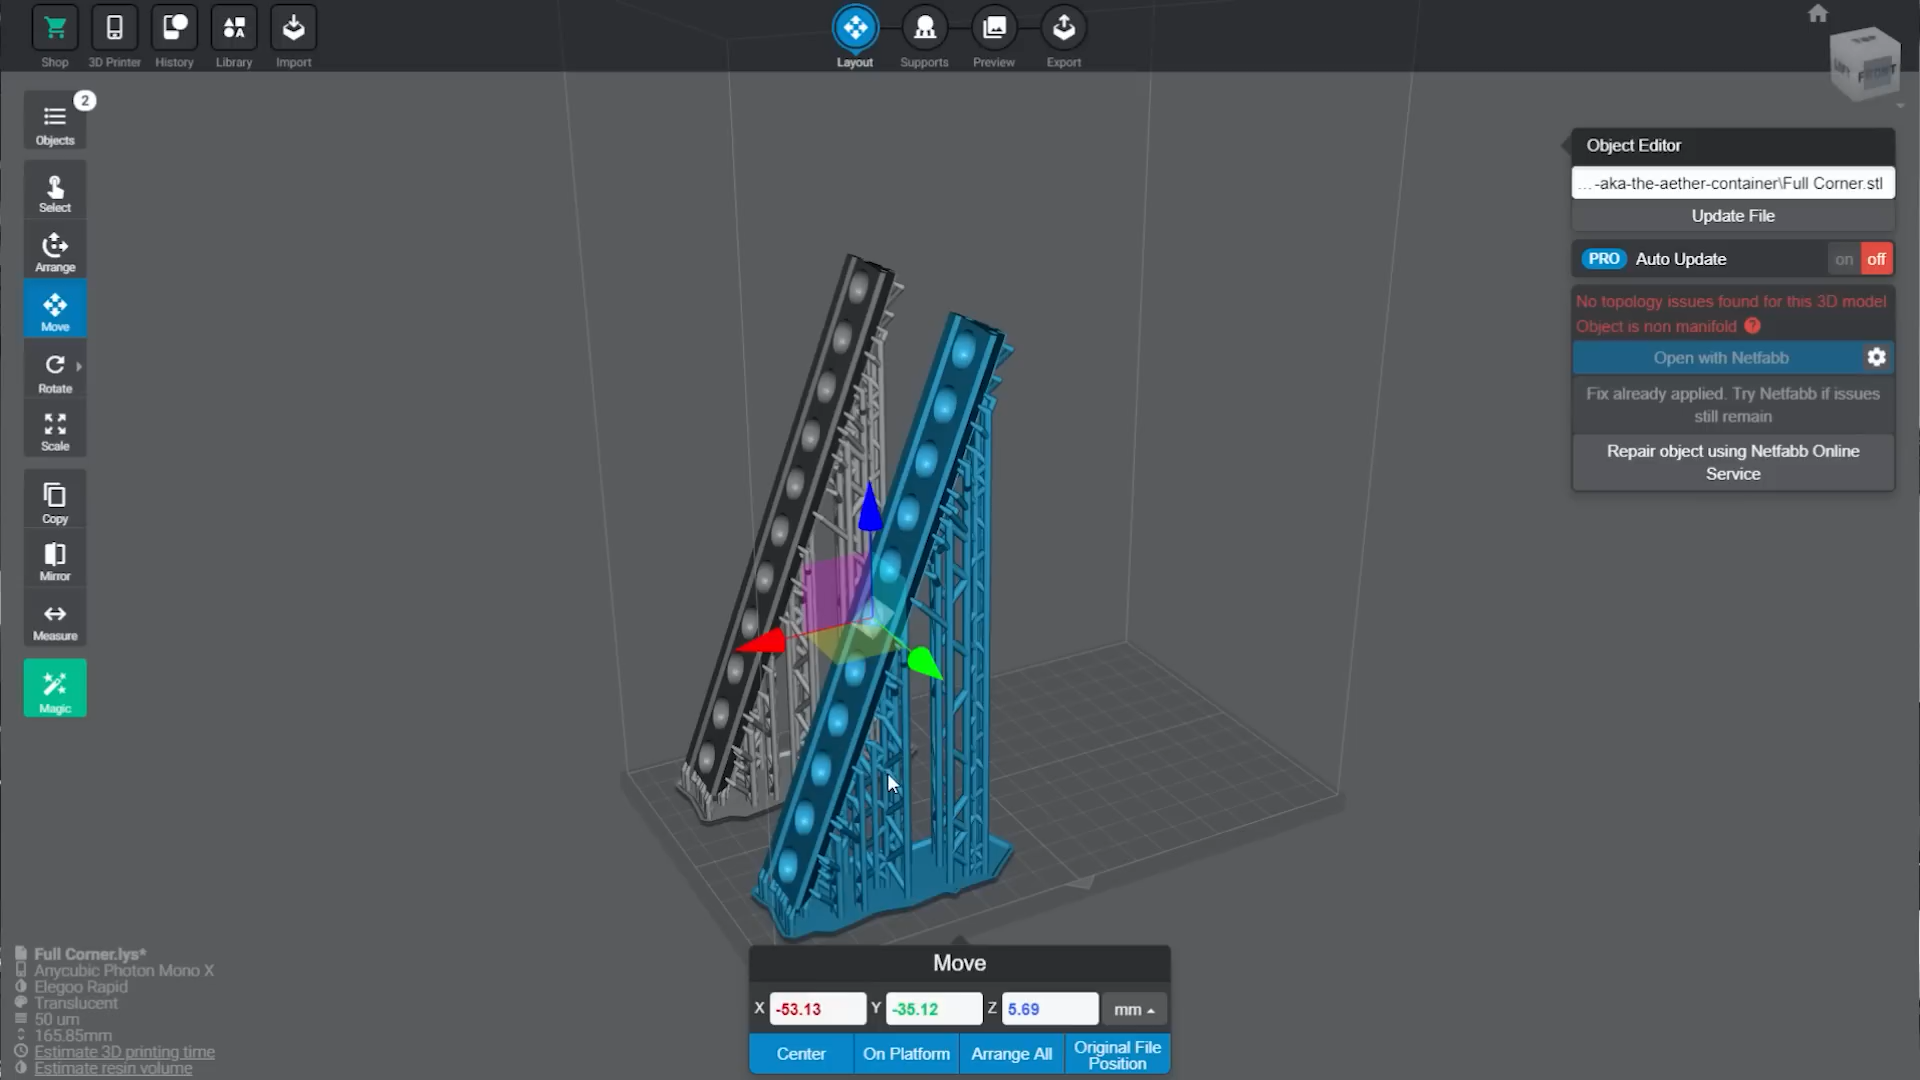 Shop
3D Printer
History
Library
Import
Layout
Supports
Preview
Export
TOP
LEFT
FRONT
2
Objects
Select
Arrange
Move
Rotate
Scale
Copy
Mirror
Measure
Magic
Object Editor
... -aka-the-aether-container\Full Corner.stl
Update File
PRO Auto Update on off
No topology issues found for this 3D model
Object is non manifold ?
Open with Netfabb
Fix already applied. Try Netfabb if issues
still remain
Repair object using Netfabb Online
Service
Full Corner.lys*
Anycubic Photon Mono X
Elegoo Rapid
Translucent
50 um
165.85mm
Estimate 3D printing time
Estimate resin volume
Move
X -53.13 Y -35.12 Z 5.69 mm
Center
On Platform
Arrange All
Original File
Position